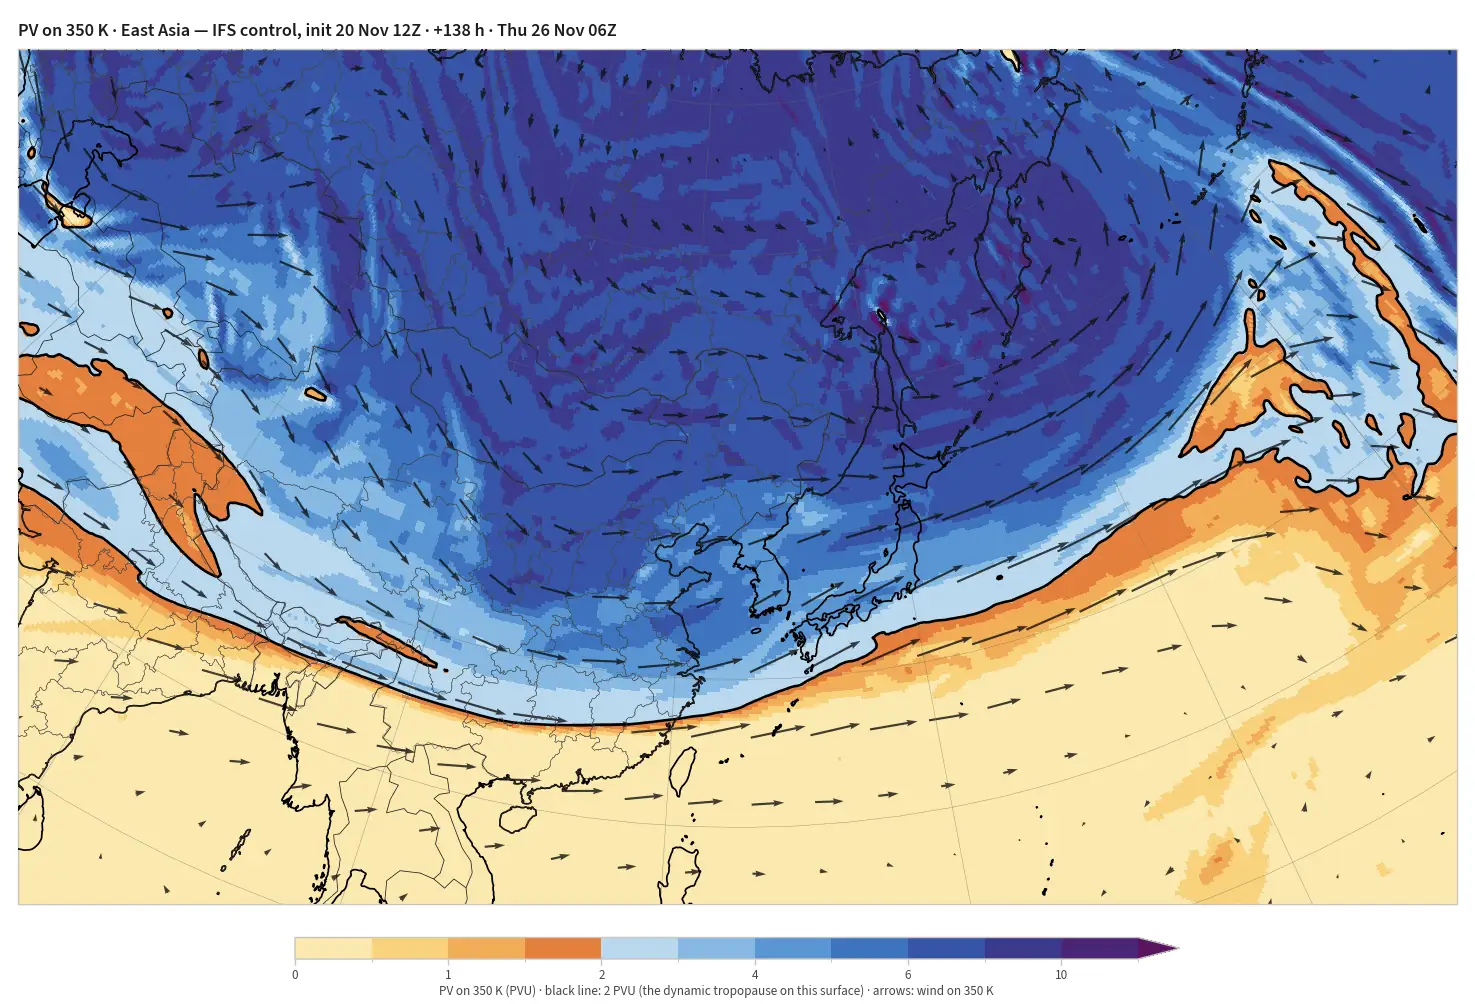 PV on 350 K · East Asia — IFS control, init 20 Nov 12Z · +138 h · Thu 26 Nov 06Z
0 1 2 4 6 10
PV on 350 K (PVU) · black line: 2 PVU (the dynamic tropopause on this surface) · arrows: wind on 350 K